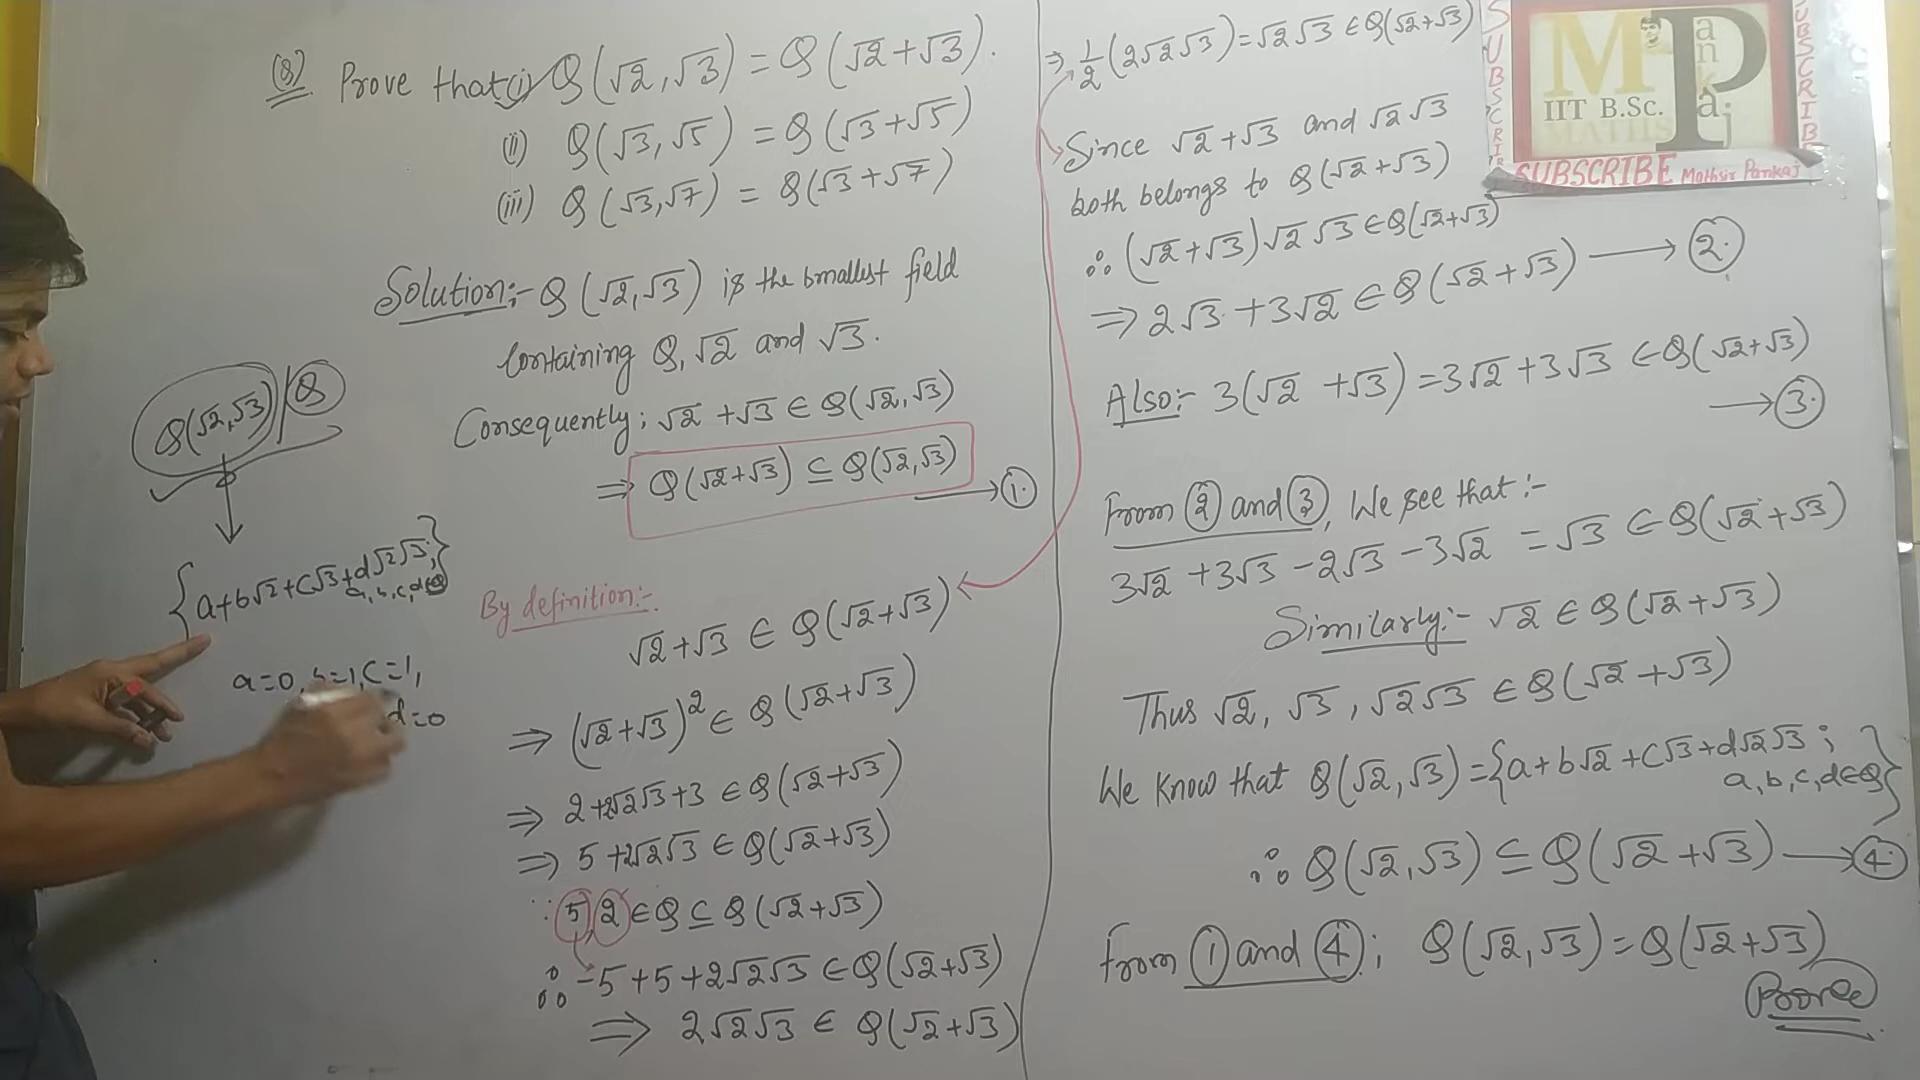 (8). Prove that (i) Q(√2,√3) = Q(√2+√3).
(ii) Q(√3,√5) = Q(√3+√5)
(iii) Q(√3,√7) = Q(√3+√7)
Solution:- Q(√2,√3) is the smallest field
containing Q, √2 and √3.
Consequently; √2+√3 ∈ Q(√2,√3)
⇒ Q(√2+√3) ⊆ Q(√2,√3) → ①
Q(√2,√3)/Q
{a+b√2+c√3+d√2√3;
a,b,c,d∈Q}
a=0, b=1, c=1,
d=0
By definition:-
√2+√3 ∈ Q(√2+√3)
⇒ (√2+√3)² ∈ Q(√2+√3)
⇒ 2+2√2√3+3 ∈ Q(√2+√3)
⇒ 5+2√2√3 ∈ Q(√2+√3)
∵ 5,2 ∈ Q ⊆ Q(√2+√3)
∴ -5+5+2√2√3 ∈ Q(√2+√3)
⇒ 2√2√3 ∈ Q(√2+√3)
⇒ 1/2 (2√2√3) = √2√3 ∈ Q(√2+√3)
Since √2+√3 and √2√3
both belongs to Q(√2+√3)
∴ (√2+√3)√2√3 ∈ Q(√2+√3)
⇒ 2√3+3√2 ∈ Q(√2+√3) → ②.
Also:- 3(√2+√3) = 3√2+3√3 ∈ Q(√2+√3)
→ ③.
From ② and ③, We see that:-
3√2+3√3-2√3-3√2 = √3 ∈ Q(√2+√3)
Similarly:- √2 ∈ Q(√2+√3)
Thus √2, √3, √2√3 ∈ Q(√2+√3)
We know that Q(√2,√3) = {a+b√2+c√3+d√2√3;
a,b,c,d∈Q}
∴ Q(√2,√3) ⊆ Q(√2+√3) → ④
From ① and ④; Q(√2,√3) = Q(√2+√3)
Prove
SUBSCRIBE
M Pankaj
IIT B.Sc.
MATHS
SUBSCRIBE
SUBSCRIBE Mathsir Pankaj